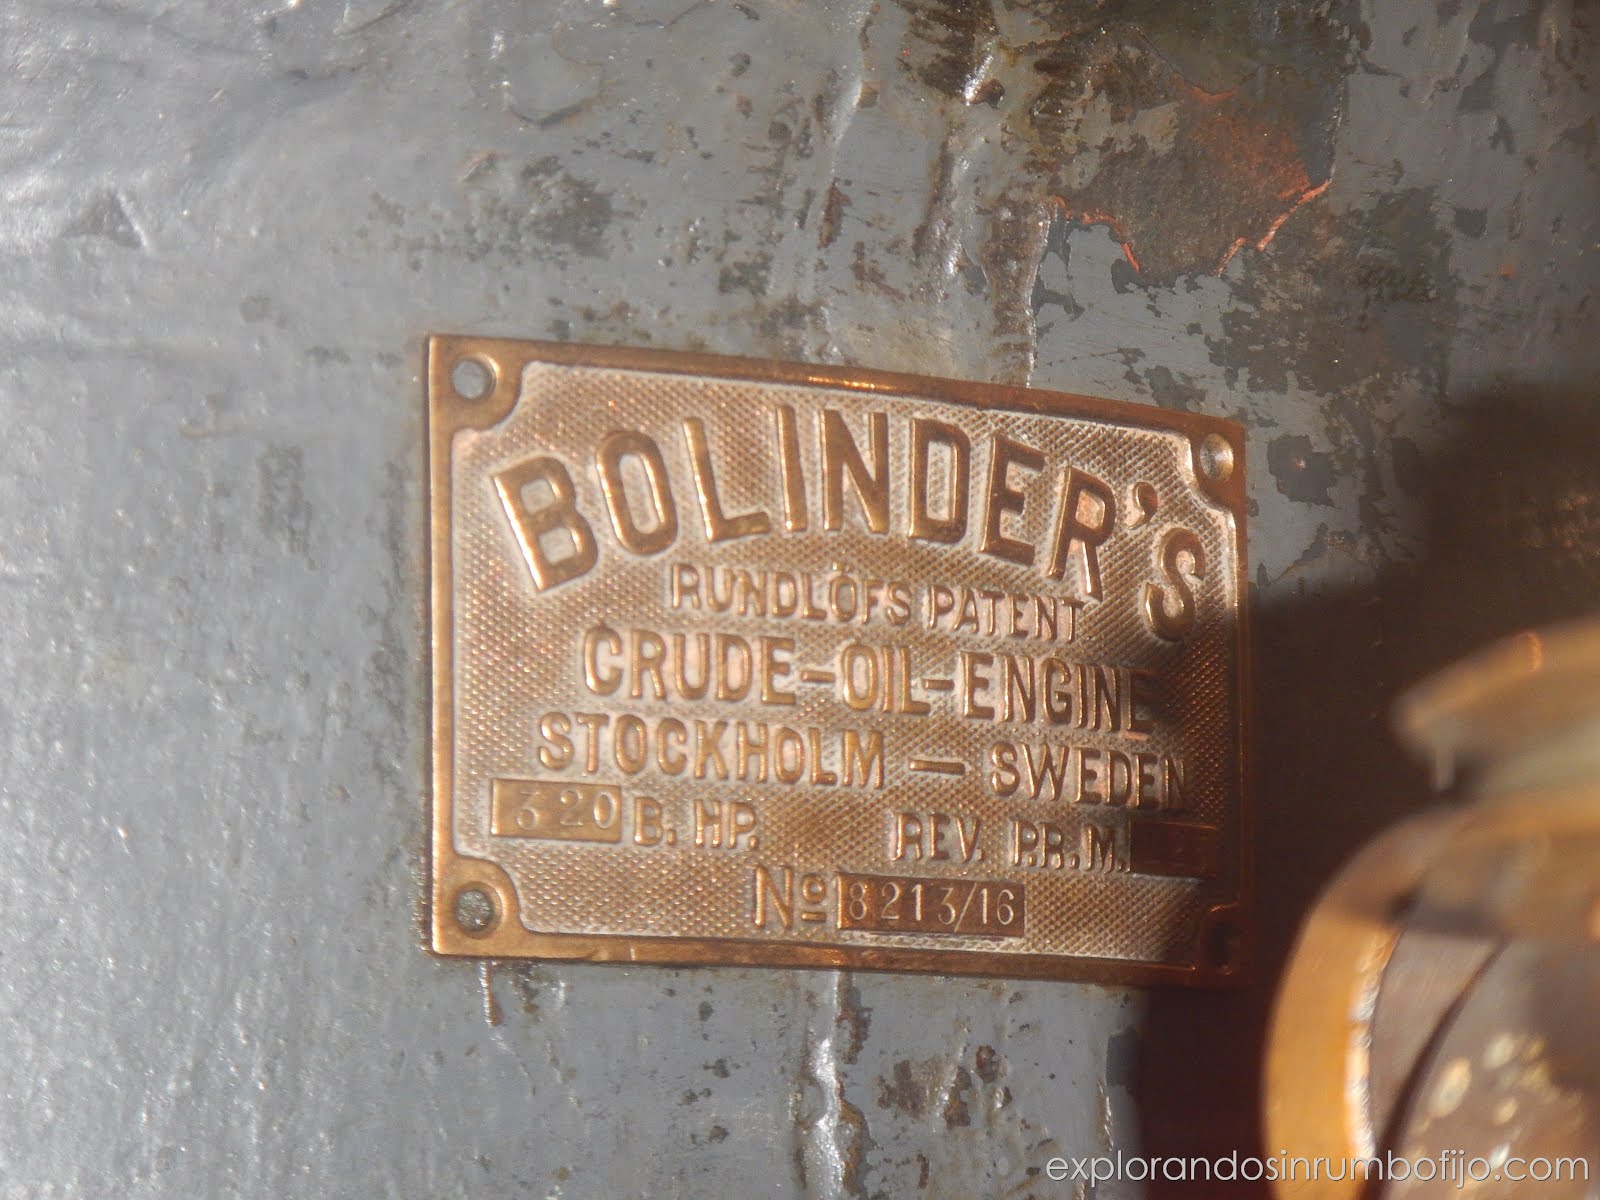 BOLINDER'S
RUNDLÖFS PATENT
CRUDE-OIL-ENGINE
STOCKHOLM — SWEDEN
320 B. HP. REV. P.R.M.
No 8213/16
explorandosinrumbofijo.com